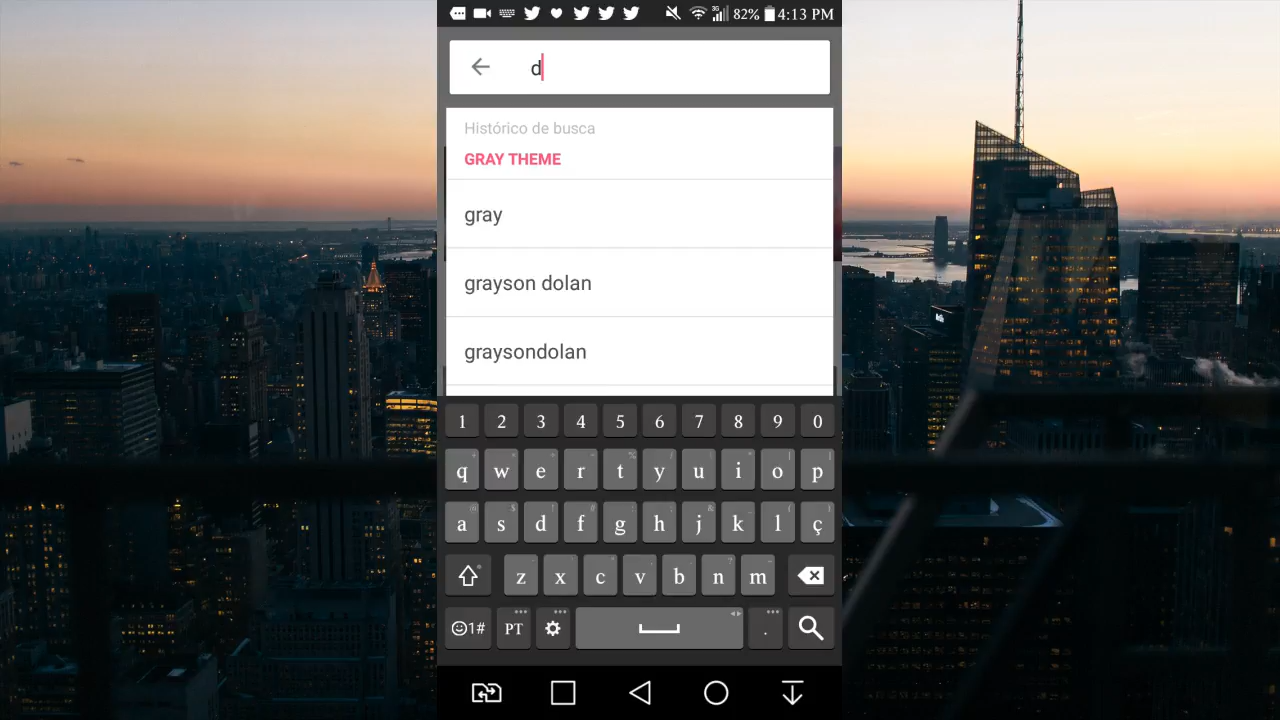 3G 82% 4:13 PM
d
Histórico de busca
GRAY THEME
gray
grayson dolan
graysondolan
1 2 3 4 5 6 7 8 9 0
q w e r t y u i o p
a s d f g h j k l ç
z x c v b n m
1# PT .